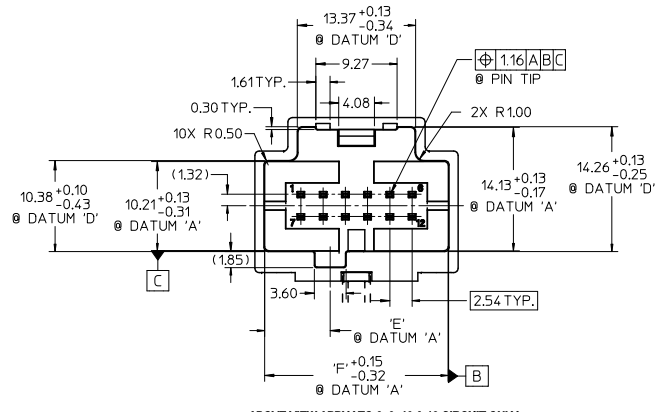 13.37 +0.13 -0.34
@ DATUM 'D'
9.27
1.61 TYP.
4.08
⌖ 1.16 A B C
@ PIN TIP
0.30 TYP.
2X R1.00
10X R0.50
(1.32)
1
6
7
12
10.38 +0.10 -0.43
@ DATUM 'D'
10.21 +0.13 -0.31
@ DATUM 'A'
14.13 +0.13 -0.17
@ DATUM 'A'
14.26 +0.13 -0.25
@ DATUM 'D'
(1.85)
C
3.60
2.54 TYP.
'E'
@ DATUM 'A'
'F' +0.15 -0.32
@ DATUM 'A'
B